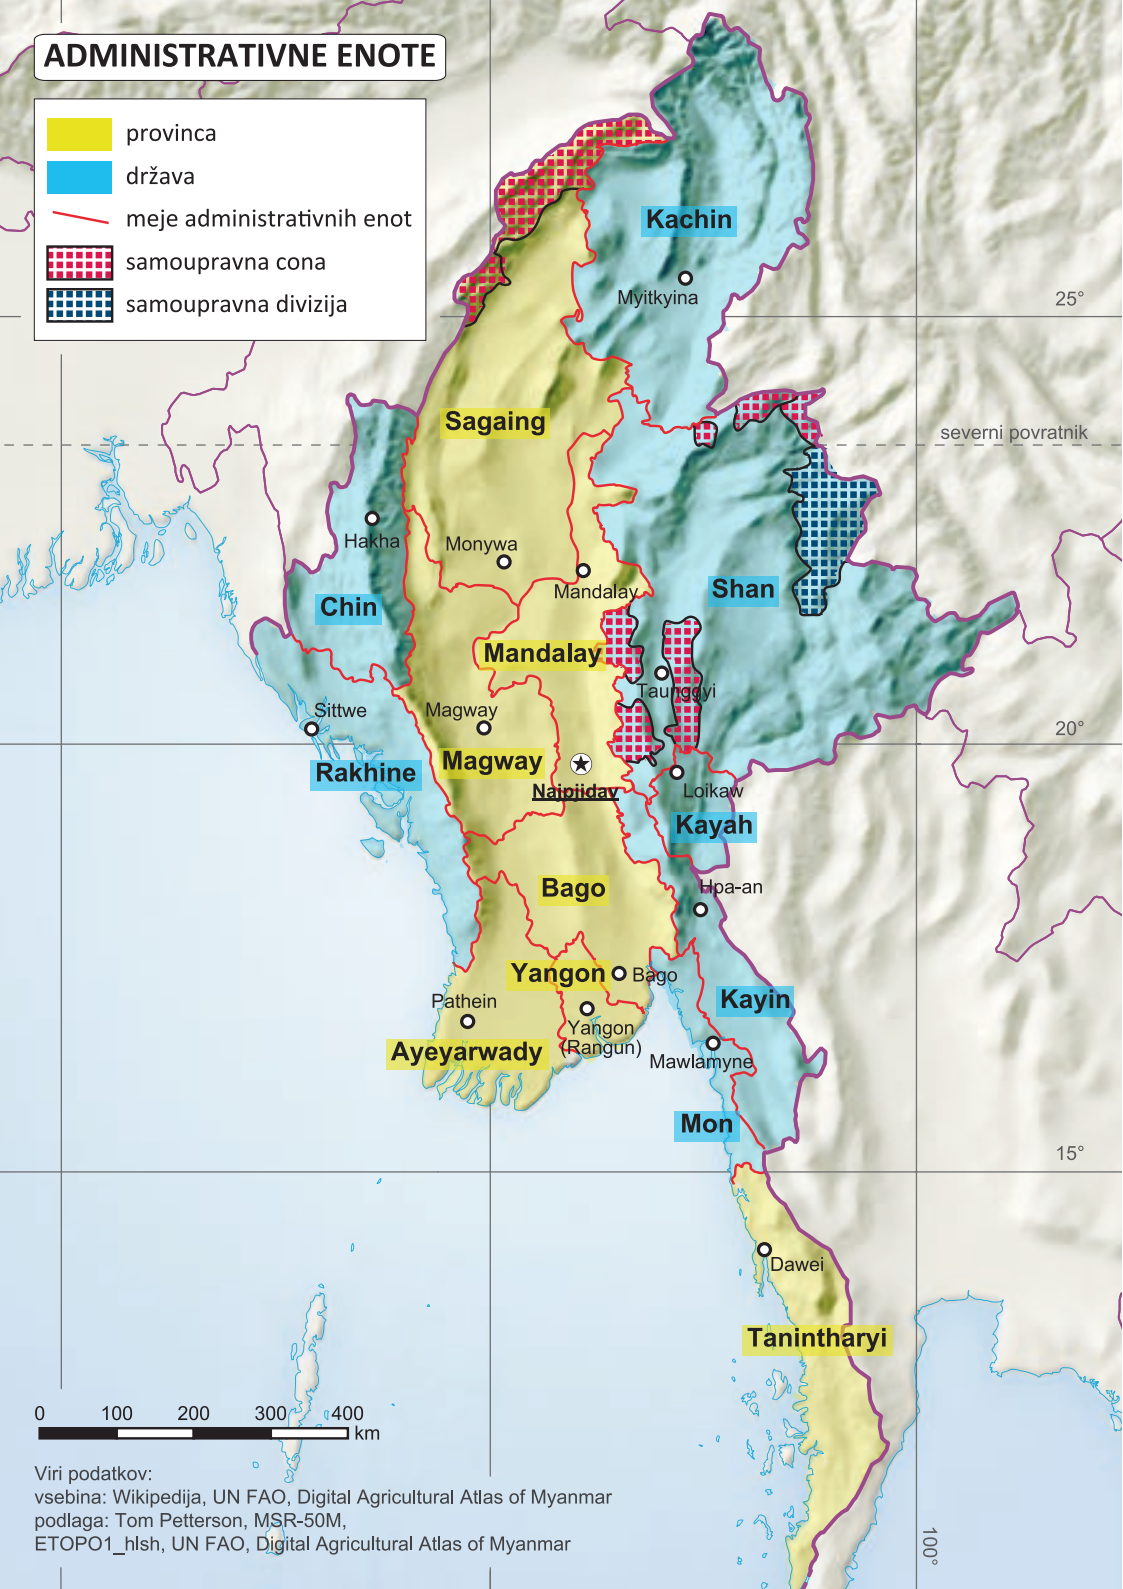 ADMINISTRATIVNE ENOTE
provinca
država
meje administrativnih enot
samoupravna cona
samoupravna divizija
Kachin
Myitkyina
25°
Sagaing
severni povratnik
Hakha
Monywa
Mandalay
Shan
Chin
Mandalay
Taunggyi
Sittwe
Magway
20°
Magway
Rakhine
Najpjidav
Loikaw
Kayah
Bago
Hpa-an
Yangon
Bago
Kayin
Pathein
Yangon
(Rangun)
Ayeyarwady
Mawlamyne
Mon
15°
Dawei
Tanintharyi
0 100 200 300 400
km
Viri podatkov:
vsebina: Wikipedija, UN FAO, Digital Agricultural Atlas of Myanmar
podlaga: Tom Petterson, MSR-50M,
ETOPO1_hlsh, UN FAO, Digital Agricultural Atlas of Myanmar
100°